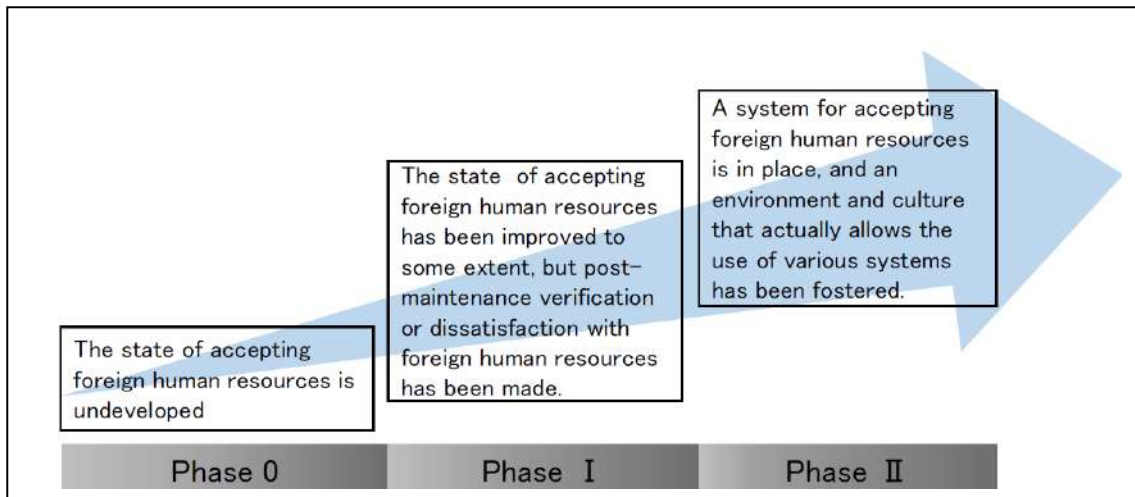 The state of accepting
foreign human resources is
undeveloped
The state of accepting
foreign human resources
has been improved to
some extent, but post-
maintenance verification
or dissatisfaction with
foreign human resources
has been made.
A system for accepting
foreign human resources
is in place, and an
environment and culture
that actually allows the
use of various systems
has been fostered.
Phase 0
Phase Ⅰ
Phase Ⅱ